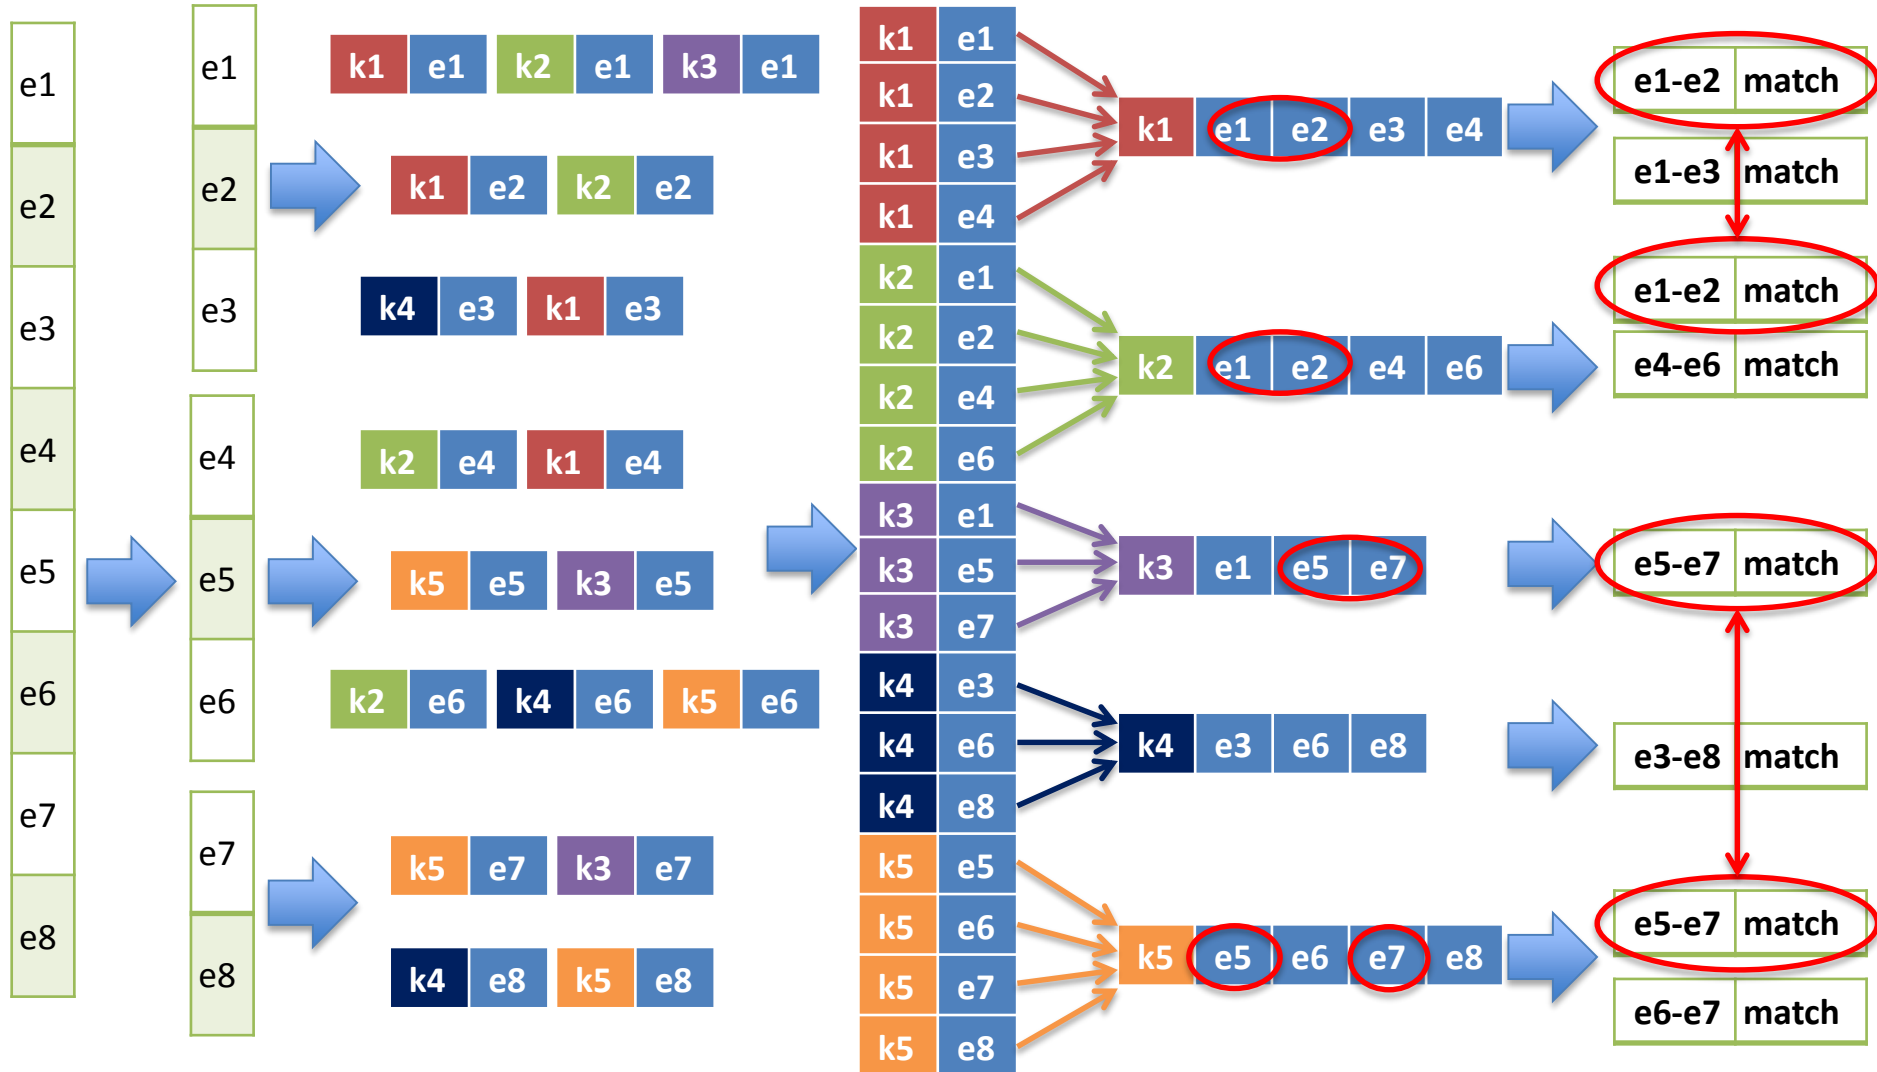 e1
e2
e3
e4
e5
e6
e7
e8
e1
e2
e3
e4
e5
e6
e7
e8
k1 e1 k2 e1 k3 e1
k1 e2 k2 e2
k4 e3 k1 e3
k2 e4 k1 e4
k5 e5 k3 e5
k2 e6 k4 e6 k5 e6
k5 e7 k3 e7
k4 e8 k5 e8
k1 e1
k1 e2
k1 e3
k1 e4
k2 e1
k2 e2
k2 e4
k2 e6
k3 e1
k3 e5
k3 e7
k4 e3
k4 e6
k4 e8
k5 e5
k5 e6
k5 e7
k5 e8
k1 e1 e2 e3 e4
k2 e1 e2 e4 e6
k3 e1 e5 e7
k4 e3 e6 e8
k5 e5 e6 e7 e8
e1-e2 match
e1-e3 match
e1-e2 match
e4-e6 match
e5-e7 match
e3-e8 match
e5-e7 match
e6-e7 match